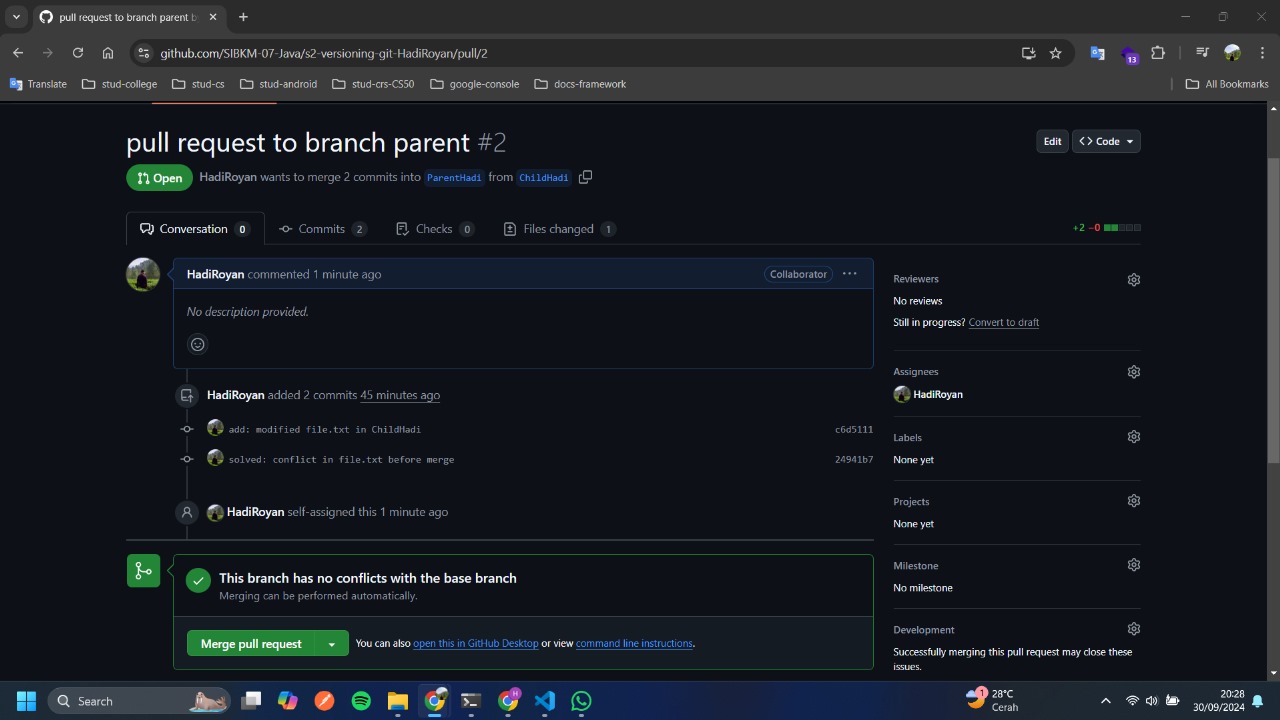 pull request to branch parent b
github.com/SIBKM-07-Java/s2-versioning-git-HadiRoyan/pull/2
13
Translate
stud-college
stud-cs
stud-android
stud-crs-CS50
google-console
docs-framework
All Bookmarks
pull request to branch parent #2
Edit
<> Code
Open
HadiRoyan wants to merge 2 commits into ParentHadi from ChildHadi
Conversation 0
Commits 2
Checks 0
Files changed 1
+2 −0
HadiRoyan commented 1 minute ago
Collaborator
No description provided.
HadiRoyan added 2 commits 45 minutes ago
add: modified file.txt in ChildHadi
c6d5111
solved: conflict in file.txt before merge
24941b7
HadiRoyan self-assigned this 1 minute ago
This branch has no conflicts with the base branch
Merging can be performed automatically.
Merge pull request
You can also open this in GitHub Desktop or view command line instructions.
Reviewers
No reviews
Still in progress? Convert to draft
Assignees
HadiRoyan
Labels
None yet
Projects
None yet
Milestone
No milestone
Development
Successfully merging this pull request may close these
issues.
Search
H
1
28°C
Cerah
20:28
30/09/2024